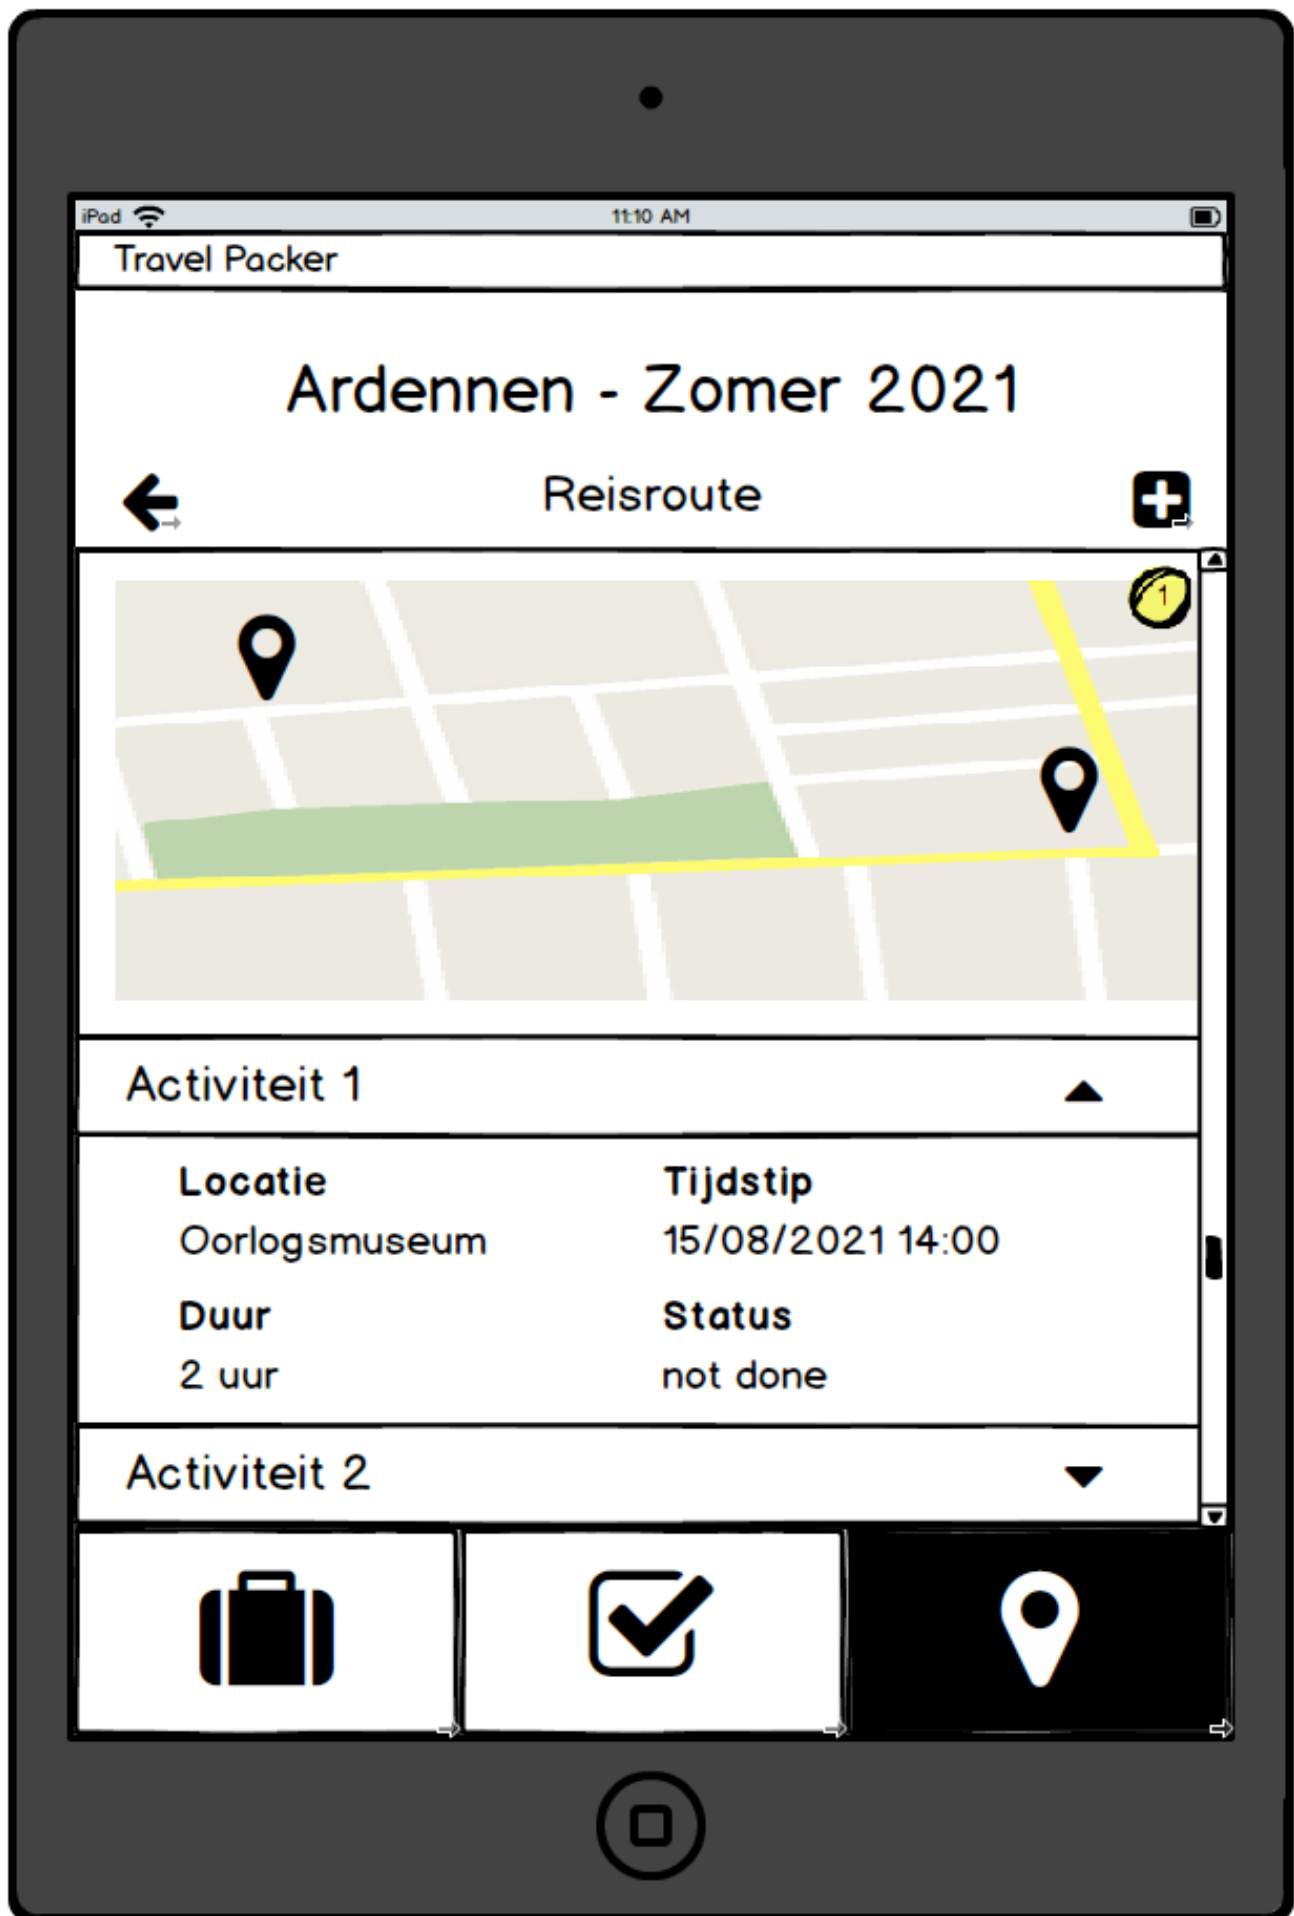 iPad
11:10 AM
Travel Packer
Ardennen - Zomer 2021
Reisroute
1
Activiteit 1
Locatie
Tijdstip
Oorlogsmuseum
15/08/2021 14:00
Duur
Status
2 uur
not done
Activiteit 2